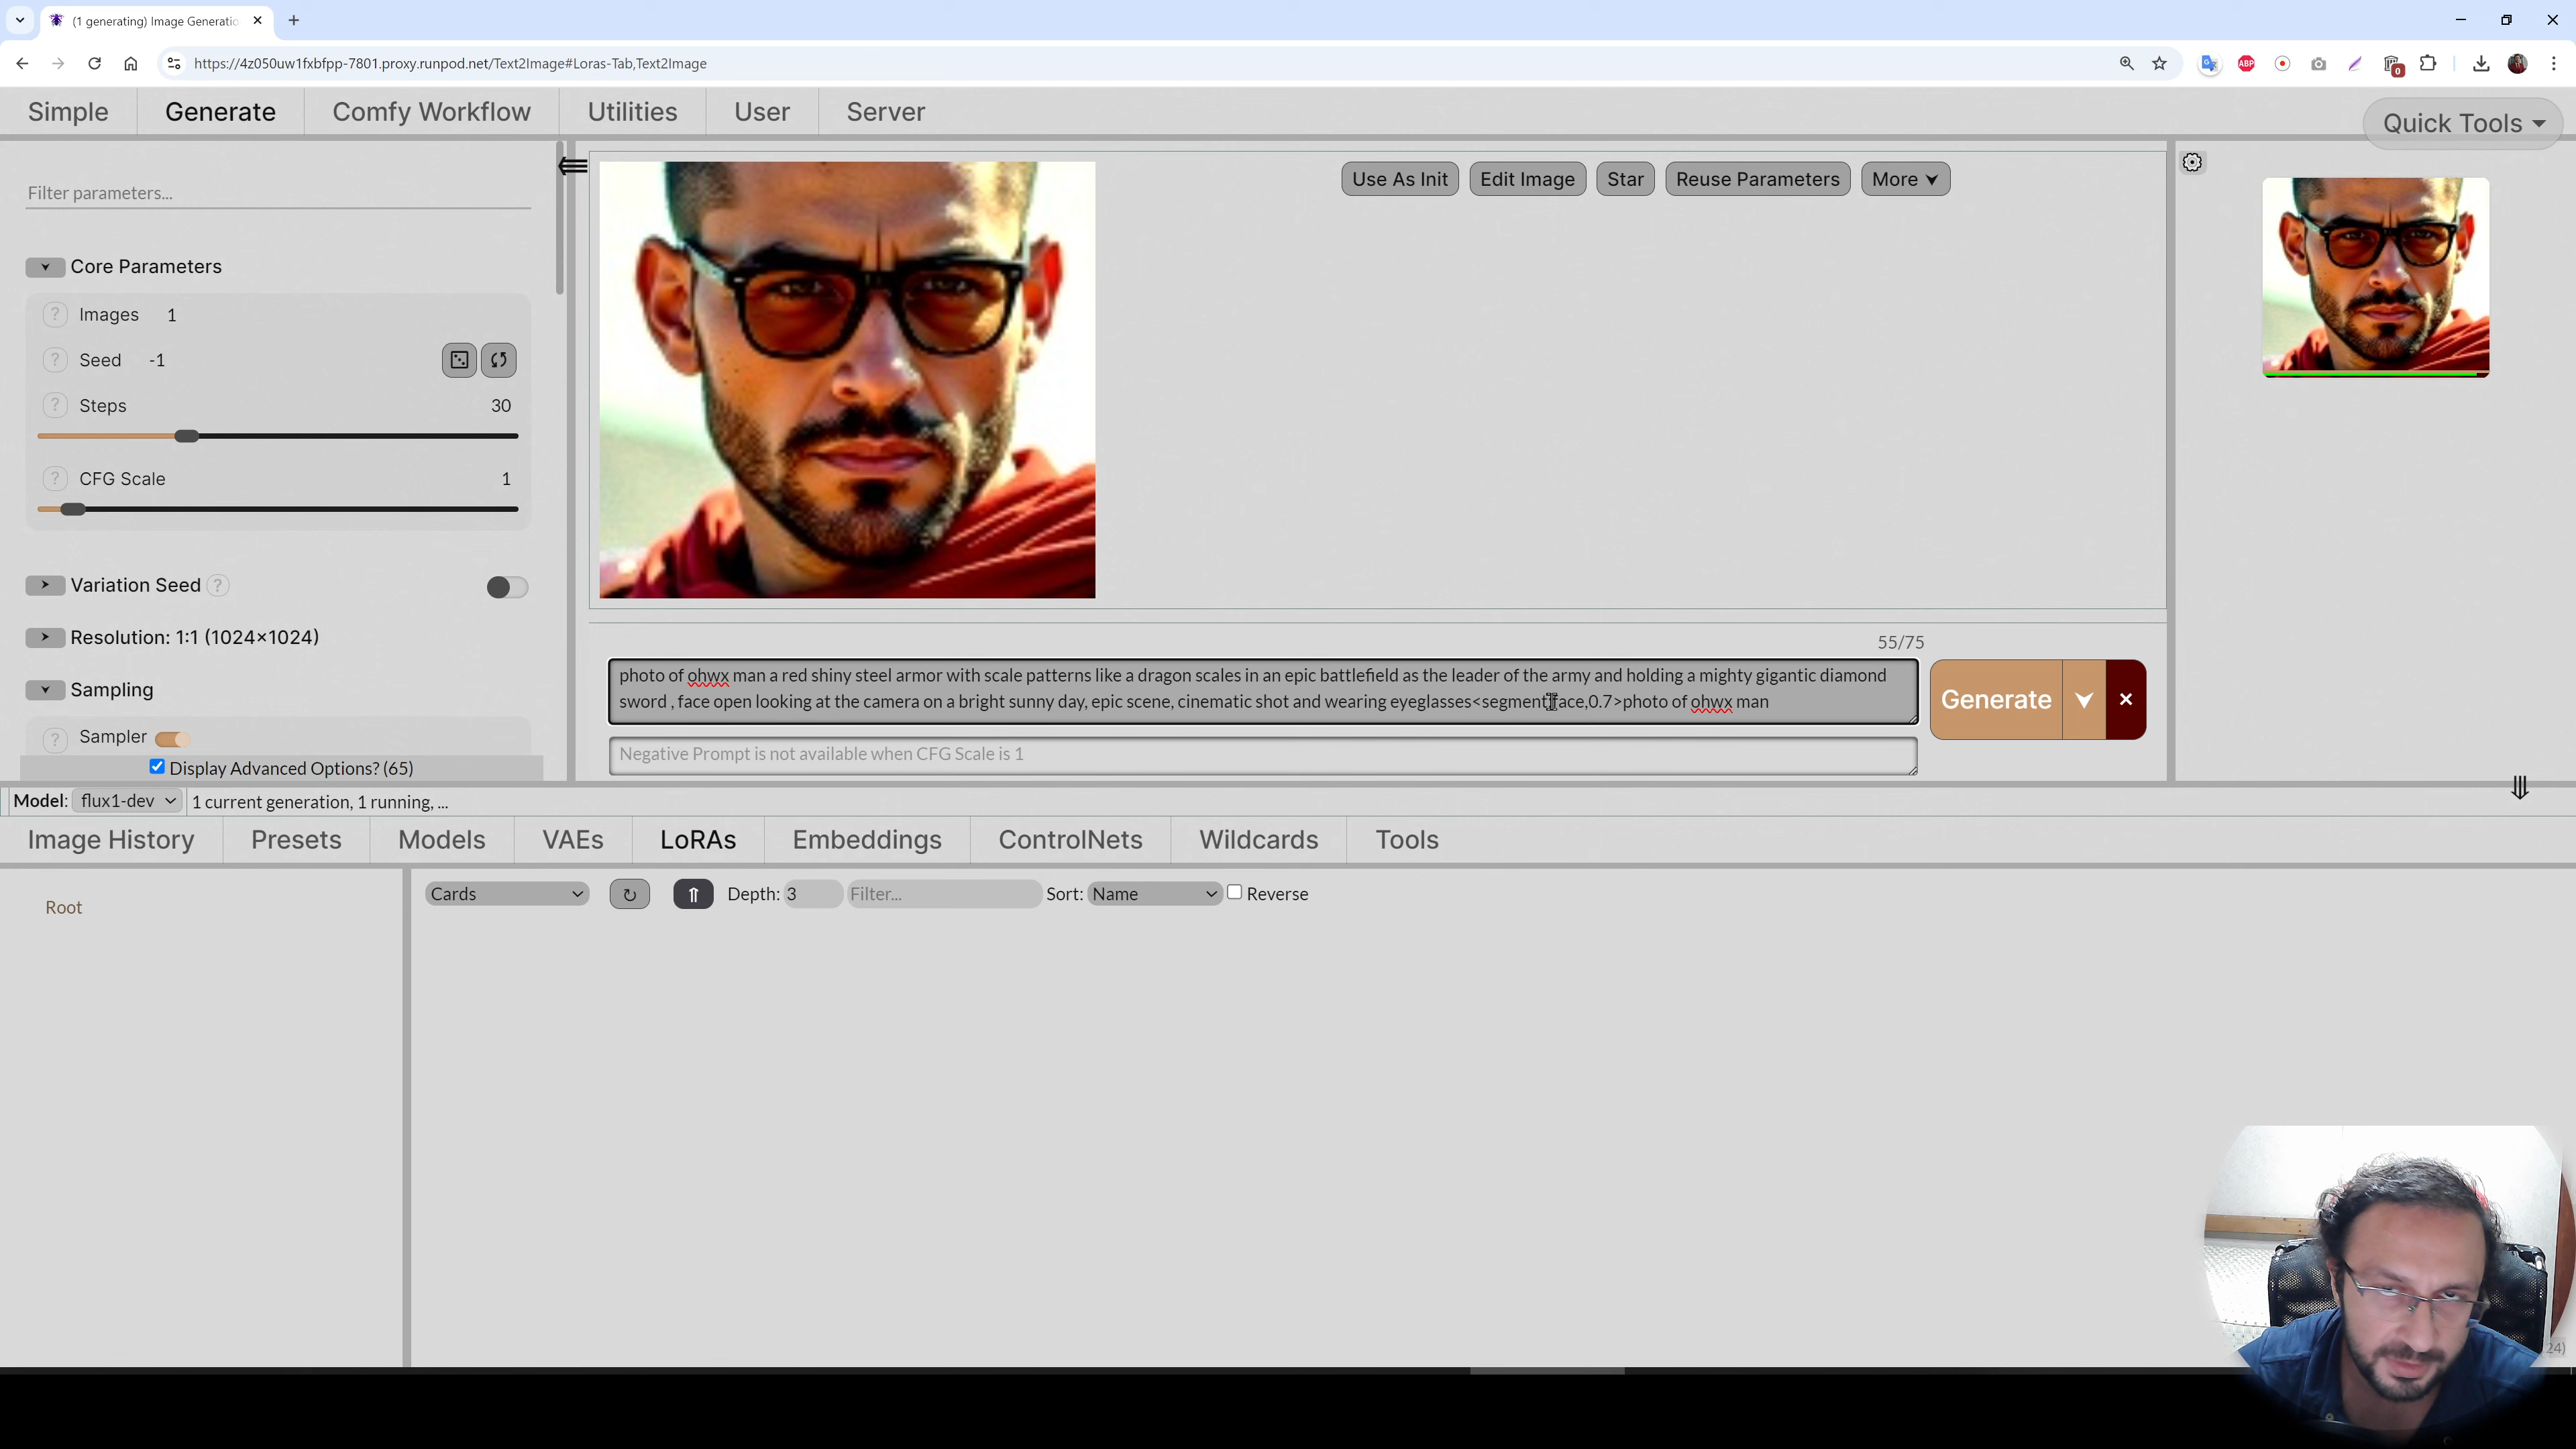 (1 generating) Image Generatio
https://4z050uw1fxbfpp-7801.proxy.runpod.net/Text2Image#Loras-Tab,Text2Image
ABP
0
Simple
Generate
Comfy Workflow
Utilities
User
Server
Quick Tools
Filter parameters...
Core Parameters
? Images 1
? Seed -1
? Steps 30
? CFG Scale 1
Variation Seed ?
Resolution: 1:1 (1024×1024)
Sampling
? Sampler
Display Advanced Options? (65)
Use As Init
Edit Image
Star
Reuse Parameters
More
55/75
photo of ohwx man a red shiny steel armor with scale patterns like a dragon scales in an epic battlefield as the leader of the army and holding a mighty gigantic diamond
sword , face open looking at the camera on a bright sunny day, epic scene, cinematic shot and wearing eyeglasses<segment:face,0.7>photo of ohwx man
Generate
Negative Prompt is not available when CFG Scale is 1
Model: flux1-dev
1 current generation, 1 running, ...
Image History
Presets
Models
VAEs
LoRAs
Embeddings
ControlNets
Wildcards
Tools
Root
Cards
Depth: 3
Filter...
Sort: Name
Reverse
24)